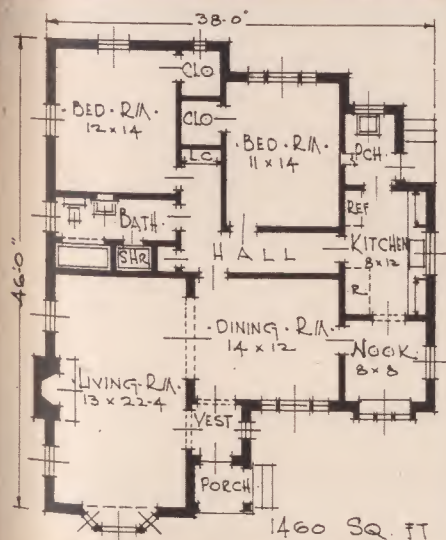 38-0"
CLO
BED · RM ·
12 x 14
CLO
BED · RM ·
11 x 14
PCH ·
L C
REF
BATH ·
KITCHEN
8 x 12
SHR
HALL
46-0"
R
DINING · RM ·
14 x 12
NOOK ·
8 x 8
LIVING · RM ·
13 x 22-4
VEST
PORCH
1460 SQ. FT